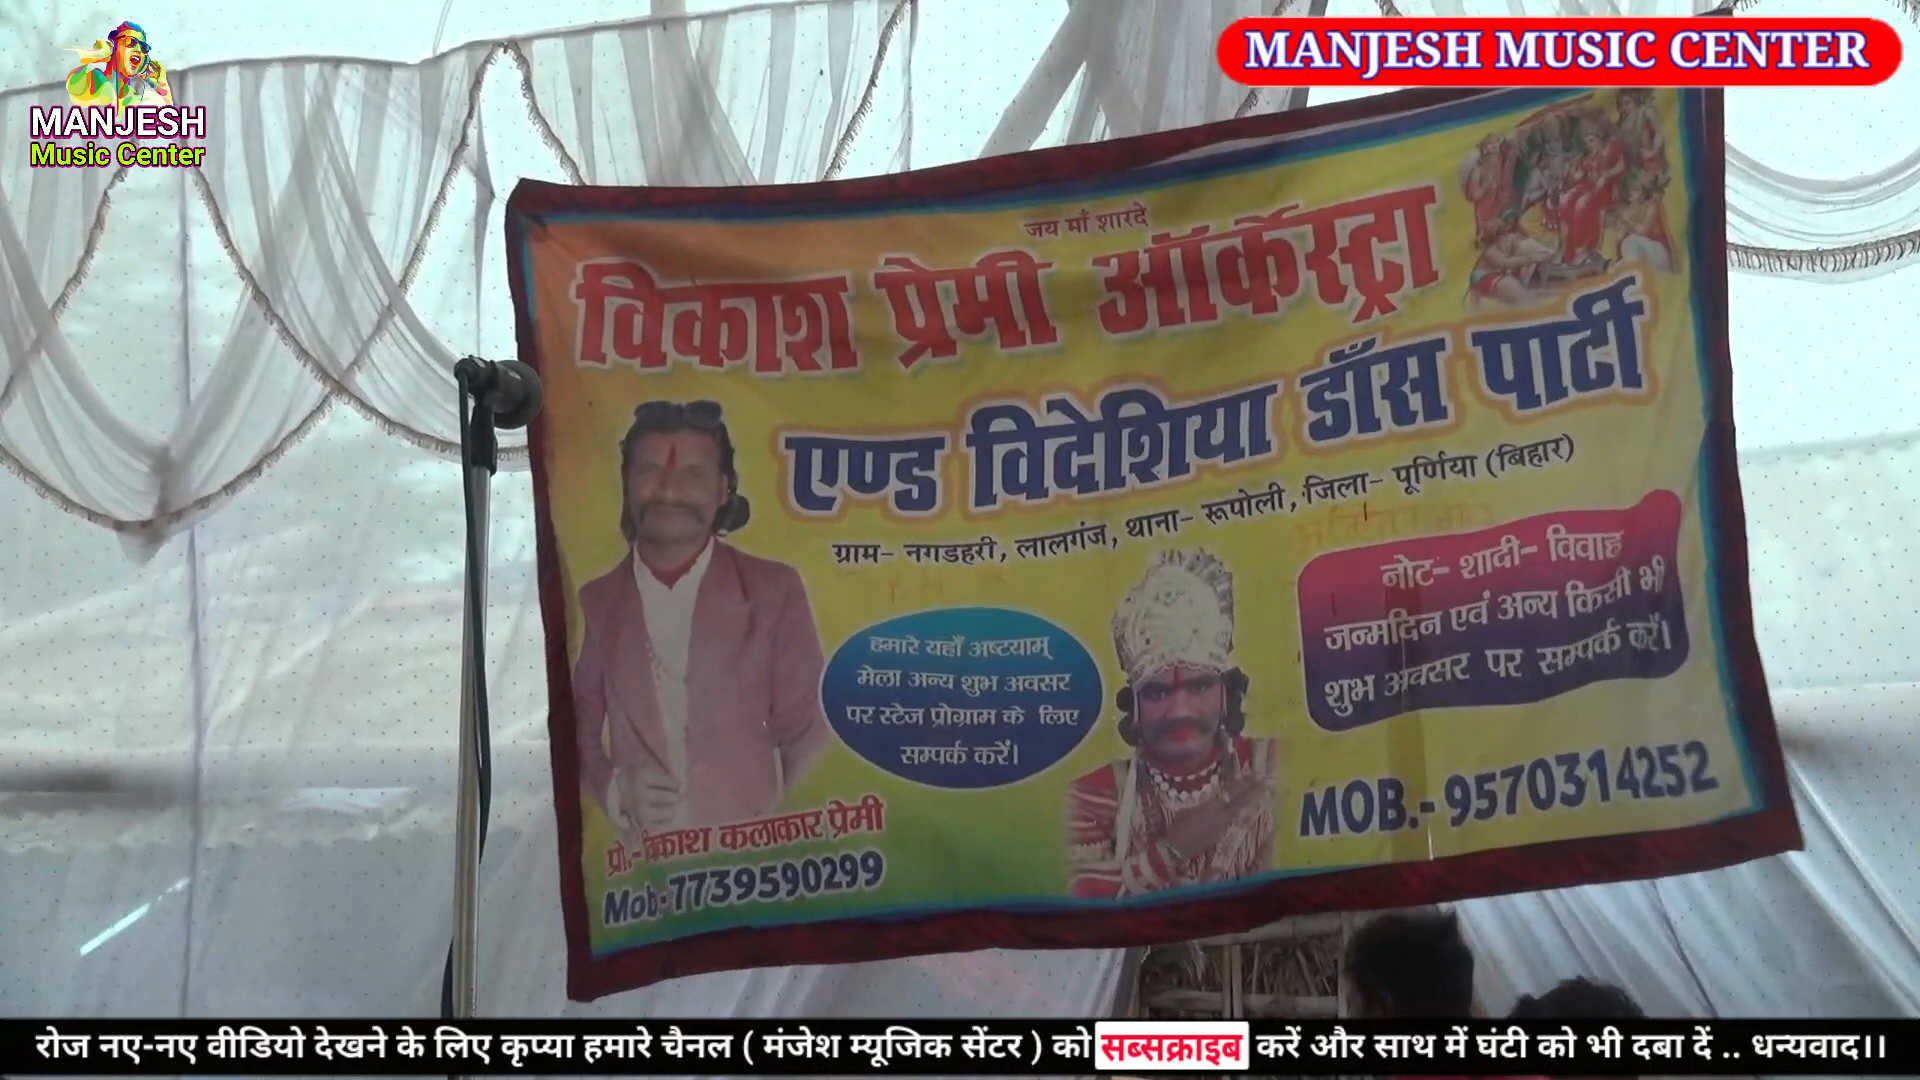 MANJESH MUSIC CENTER
MANJESH
Music Center
जय माँ शारदे
विकाश प्रेमी ऑर्केस्ट्रा
एण्ड विदेशिया डॉस पार्टी
ग्राम- नगडहरी, लालगंज, थाना- रूपोली, जिला- पूर्णिया (बिहार)
हमारे यहाँ अष्टयाम्
मेला अन्य शुभ अवसर
पर स्टेज प्रोग्राम के लिए
सम्पर्क करें।
नोट- शादी- विवाह
जन्मदिन एवं अन्य किसी भी
शुभ अवसर पर सम्पर्क करें।
प्रो.-विकाश कलाकार प्रेमी
Mob:-7739590299
MOB.- 9570314252
रोज नए-नए वीडियो देखने के लिए कृप्या हमारे चैनल ( मंजेश म्यूजिक सेंटर ) को सब्सक्राइब करें और साथ में घंटी को भी दबा दें .. धन्यवाद।।